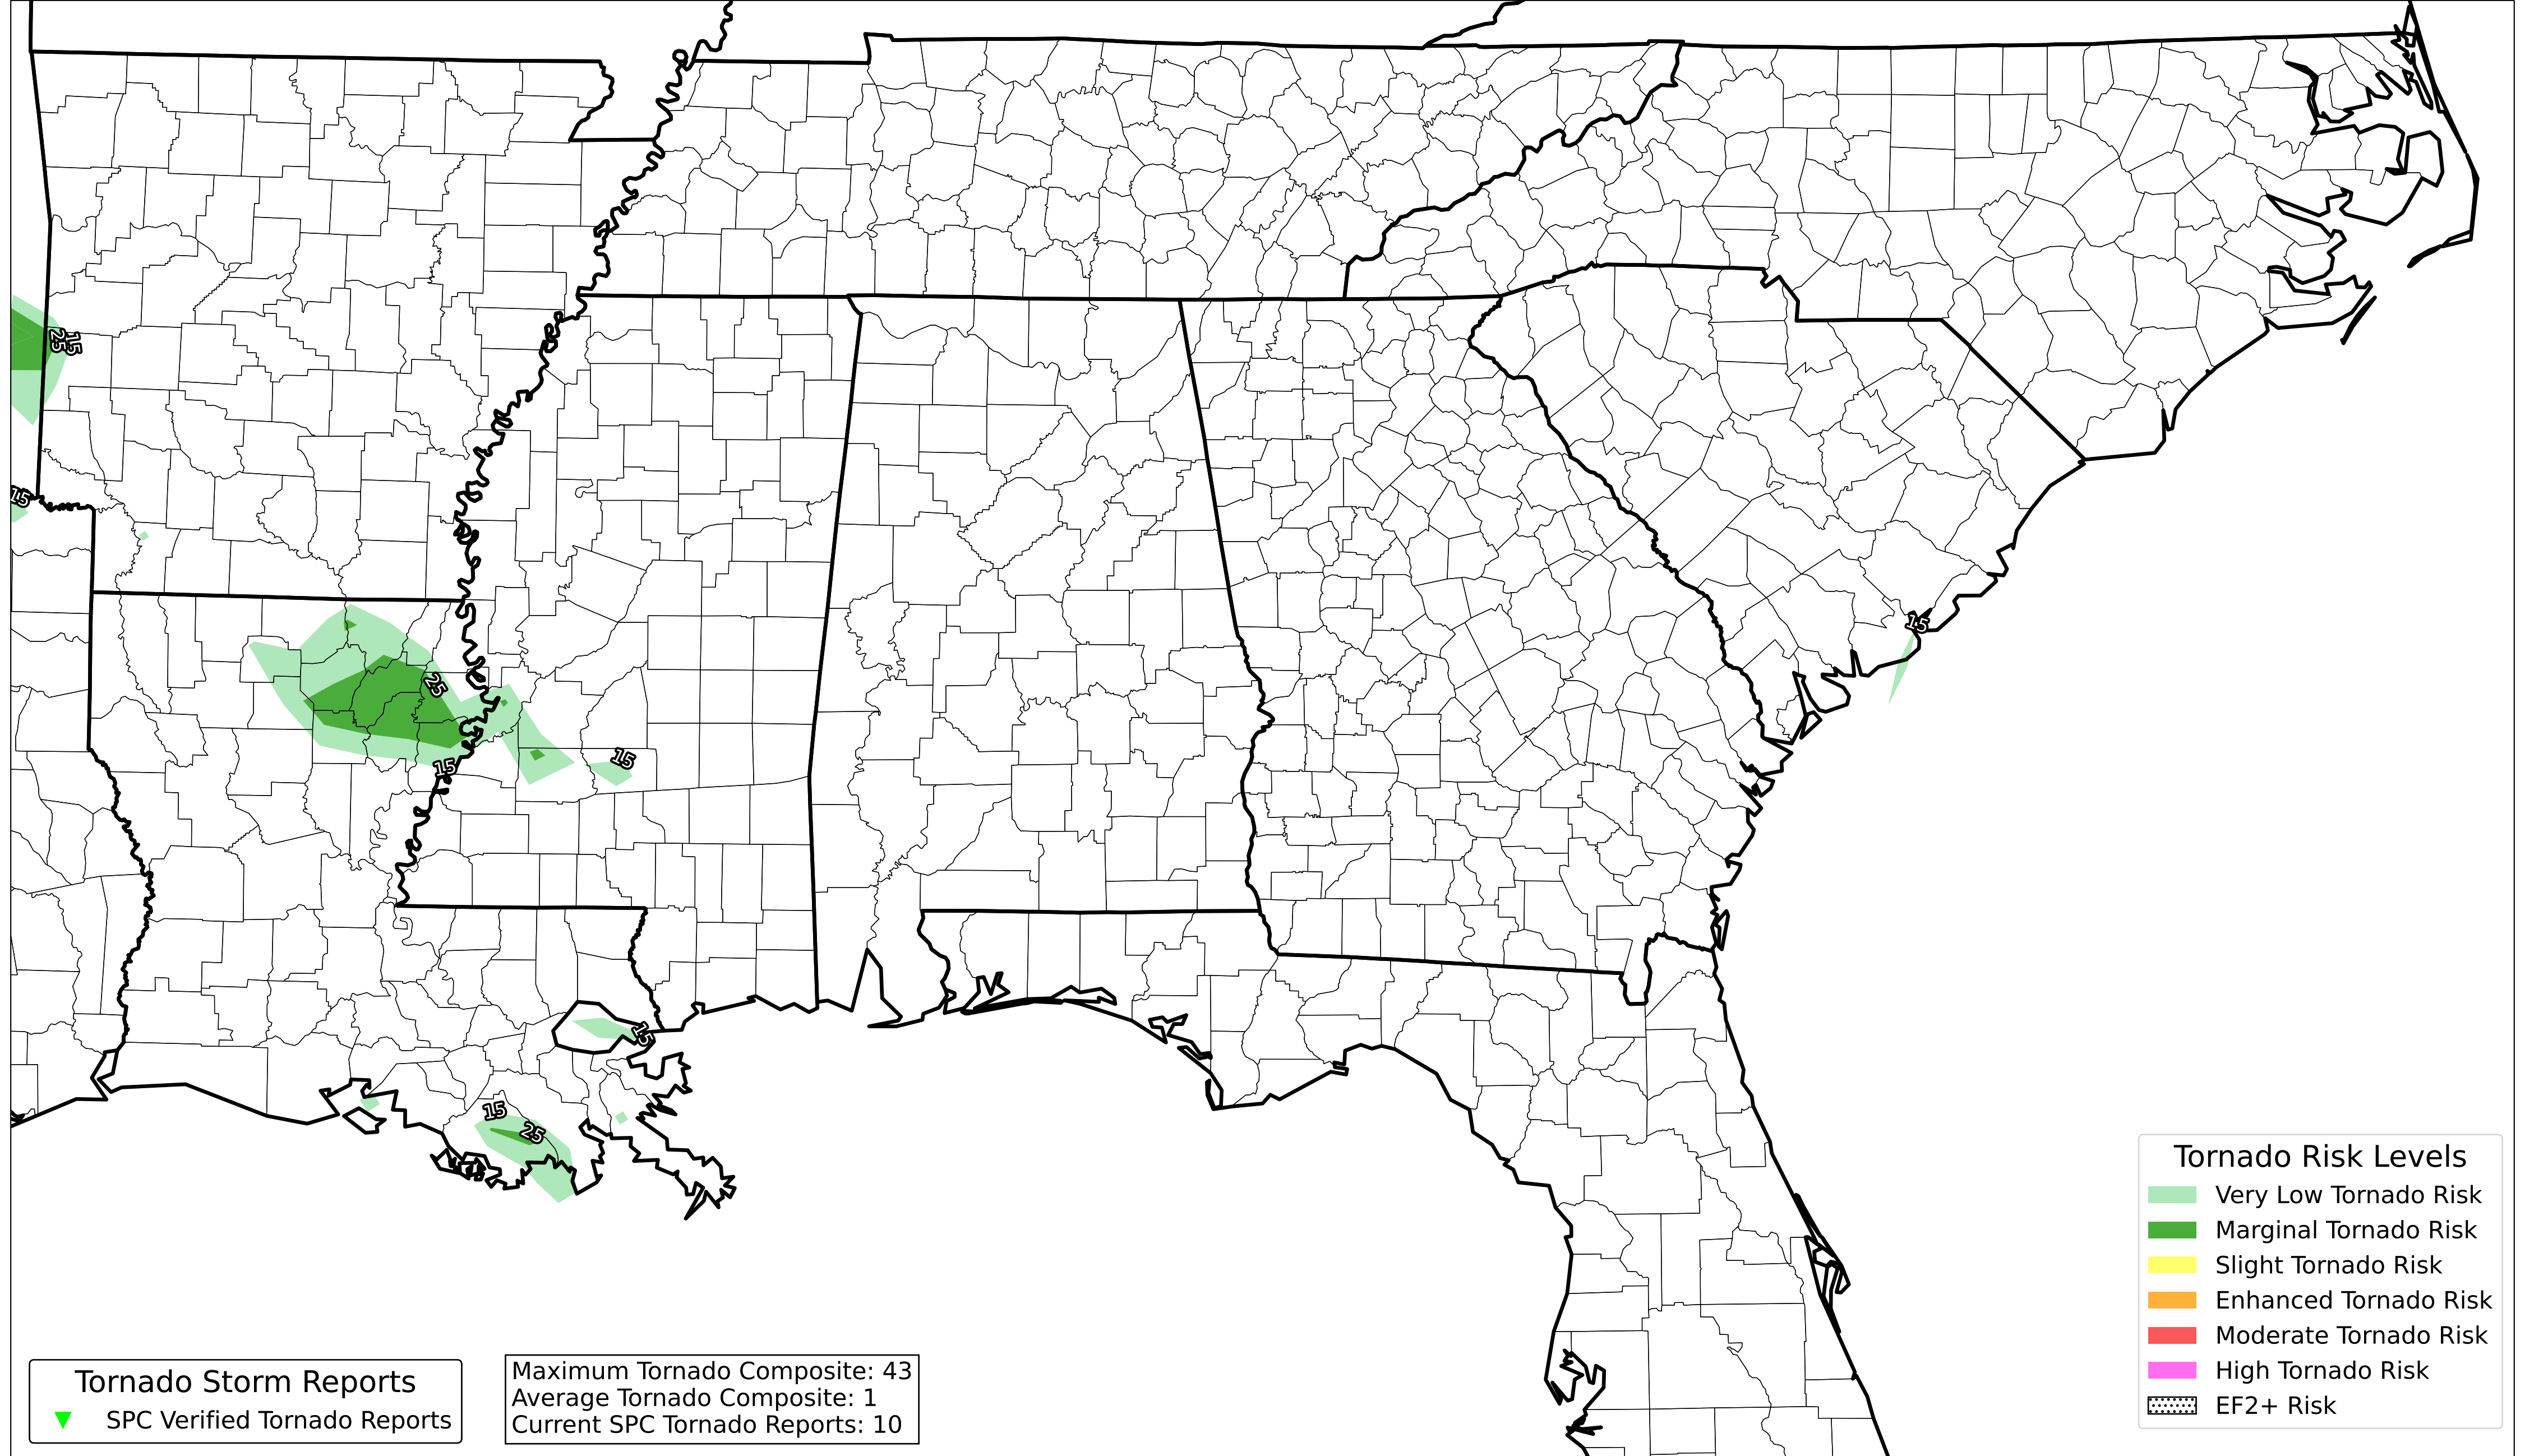 25
15
15
25
15
15
15
15
15
25
Tornado Risk Levels
Very Low Tornado Risk
Marginal Tornado Risk
Slight Tornado Risk
Enhanced Tornado Risk
Moderate Tornado Risk
High Tornado Risk
EF2+ Risk
Tornado Storm Reports
SPC Verified Tornado Reports
Maximum Tornado Composite: 43
Average Tornado Composite: 1
Current SPC Tornado Reports: 10